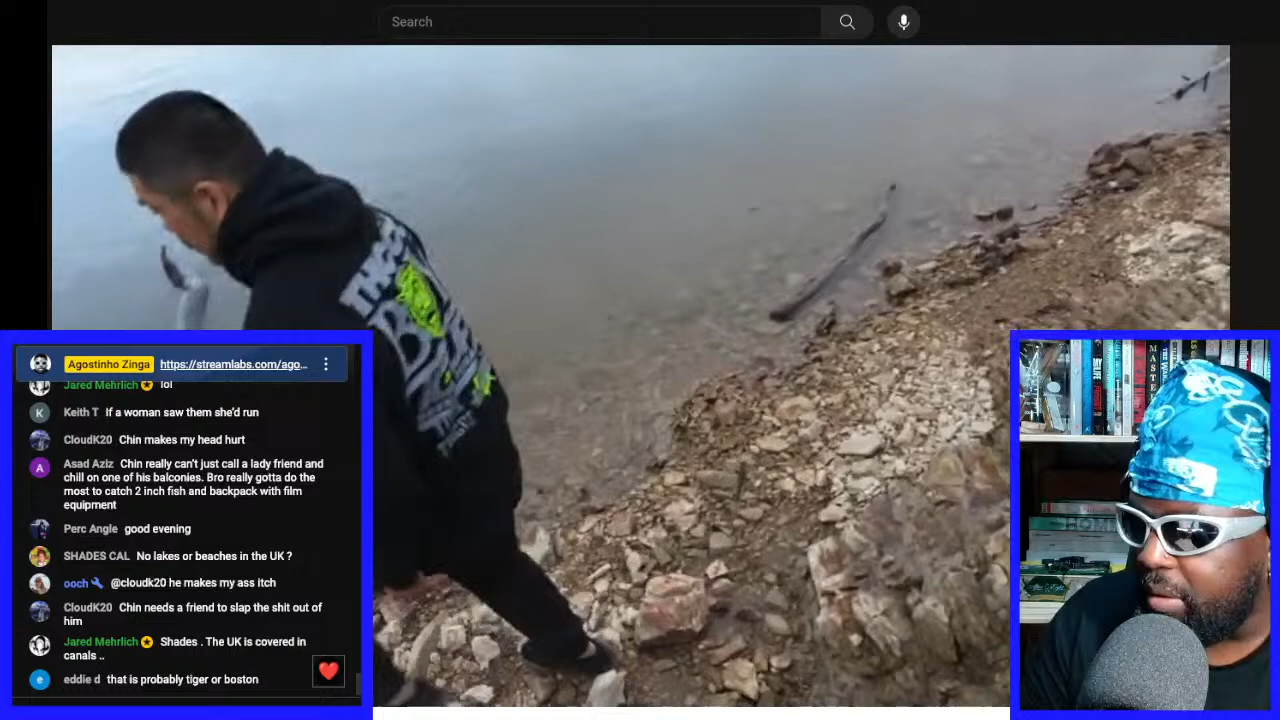 Search
Agostinho Zinga https://streamlabs.com/ago...
Jared Mehrlich lol
K Keith T If a woman saw them she'd run
CloudK20 Chin makes my head hurt
A Asad Aziz Chin really can't just call a lady friend and
chill on one of his balconies. Bro really gotta do the
most to catch 2 inch fish and backpack with film
equipment
Perc Angle good evening
SHADES CAL No lakes or beaches in the UK ?
ooch @cloudk20 he makes my ass itch
CloudK20 Chin needs a friend to slap the shit out of
him
Jared Mehrlich Shades . The UK is covered in
canals ..
e eddie d that is probably tiger or boston